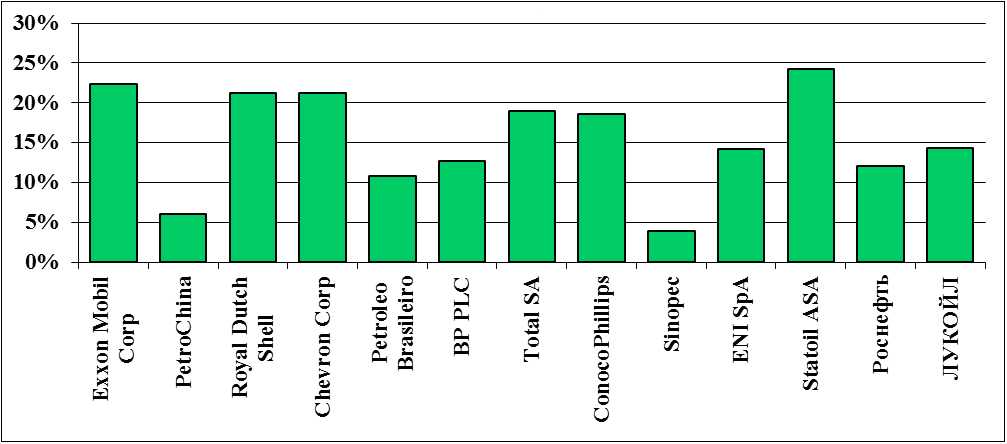 30%
25%
20%
15%
10%
5%
0%
Exxon Mobil
Corp
PetroChina
Royal Dutch
Shell
Chevron Corp
Petroleo
Brasileiro
BP PLC
Total SA
ConocoPhillips
Sinopec
ENI SpA
Statoil ASA
Роснефть
ЛУКОЙЛ